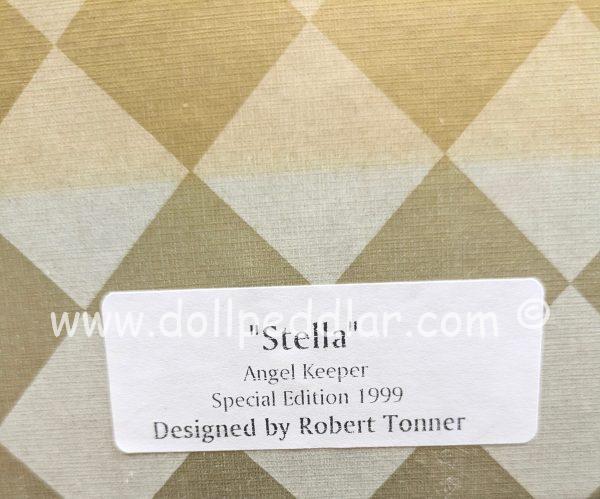 www.dollpeddlar.com ©
"Stella"
Angel Keeper
Special Edition 1999
Designed by Robert Tonner